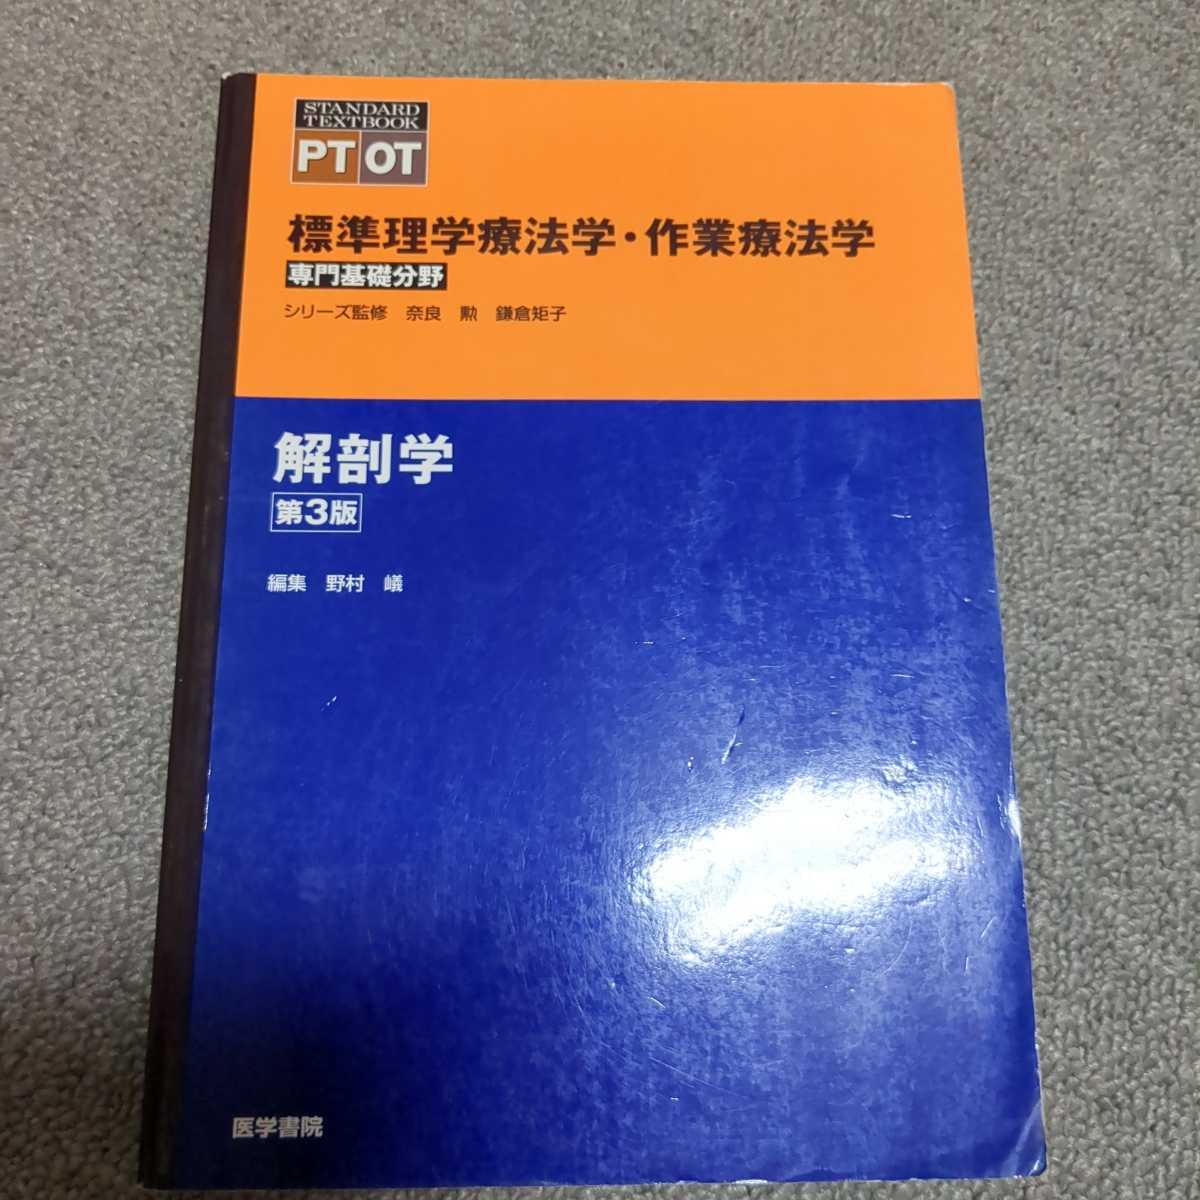 STANDARD
TEXTBOOK
PT OT
標準理学療法学・作業療法学
専門基礎分野
シリーズ監修 奈良 勲 鎌倉矩子
解剖学
第3版
編集 野村 嶬
医学書院